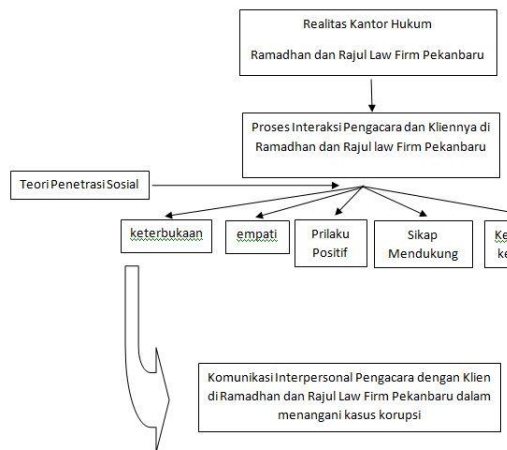 Realitas Kantor Hukum
Ramadhan dan Rajul Law Firm Pekanbaru
Proses Interaksi Pengacara dan Kliennya di
Ramadhan dan Rajul law Firm Pekanbaru
Teori Penetrasi Sosial
keterbukaan
empati
Prilaku
Positif
Sikap
Mendukung
Komunikasi Interpersonal Pengacara dengan Klien
di Ramadhan dan Rajul Law Firm Pekanbaru dalam
menangani kasus korupsi